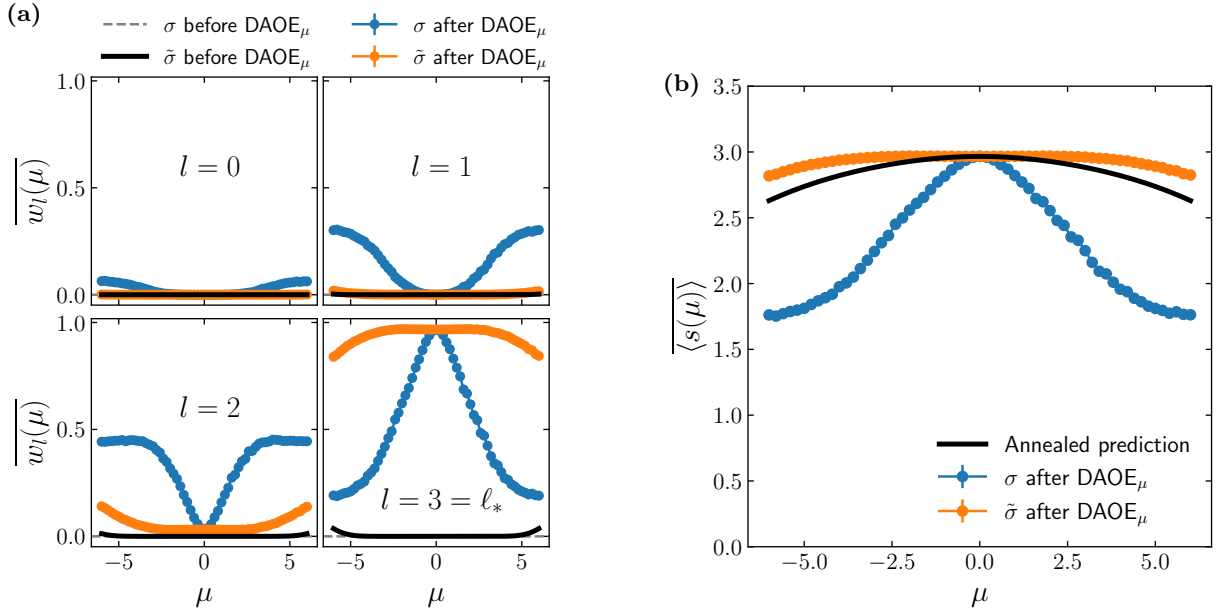 (a)
σ before DAOE_μ
σ̃ before DAOE_μ
σ after DAOE_μ
σ̃ after DAOE_μ
1.0
0.5
0.0
w_l(μ)
l = 0
l = 1
1.0
0.5
0.0
w_l(μ)
l = 2
l = 3 = ℓ_*
−5 0 5
−5 0 5
μ
μ
(b)
3.5
3.0
2.5
2.0
1.5
1.0
0.5
0.0
⟨s(μ)⟩
Annealed prediction
σ after DAOE_μ
σ̃ after DAOE_μ
−5.0 −2.5 0.0 2.5 5.0
μ